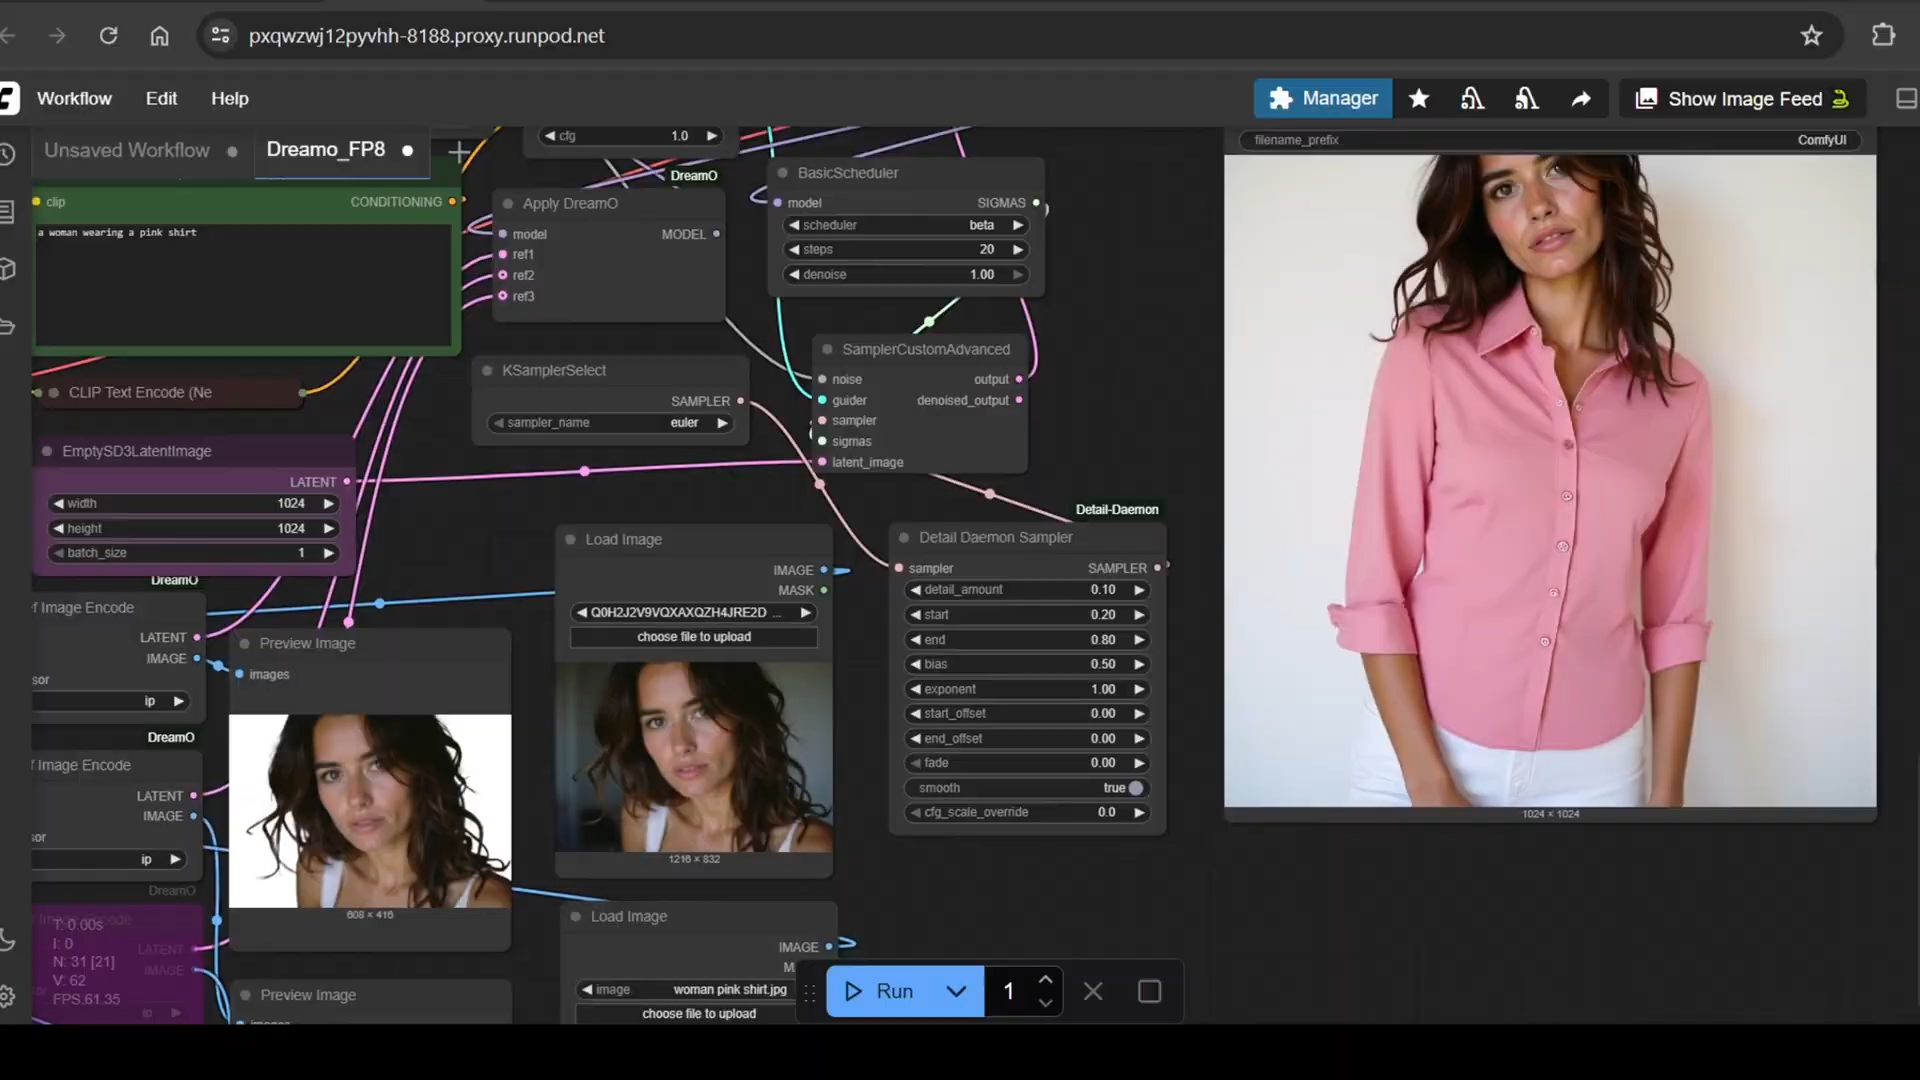 pxqwzwj12pyvhh-8188.proxy.runpod.net
Workflow Edit Help
Manager
Show Image Feed
Unsaved Workflow
Dreamo_FP8
cfg 1.0
filename_prefix ComfyUI
clip CONDITIONING
a woman wearing a pink shirt
DreamO
Apply DreamO
model MODEL
ref1
ref2
ref3
BasicScheduler
model SIGMAS
scheduler beta
steps 20
denoise 1.00
CLIP Text Encode (Ne
KSamplerSelect
SAMPLER
sampler_name euler
SamplerCustomAdvanced
noise output
guider denoised_output
sampler
sigmas
latent_image
EmptySD3LatentImage
LATENT
width 1024
height 1024
batch_size 1
DreamO
f Image Encode
LATENT
IMAGE
sor
ip
Preview Image
images
608 × 416
Load Image
IMAGE
MASK
Q0H2J2V9VQXAXQZH4JRE2D ...
choose file to upload
1216 × 832
Detail-Daemon
Detail Daemon Sampler
sampler SAMPLER
detail_amount 0.10
start 0.20
end 0.80
bias 0.50
exponent 1.00
start_offset 0.00
end_offset 0.00
fade 0.00
smooth true
cfg_scale_override 0.0
1024 × 1024
DreamO
f Image Encode
LATENT
IMAGE
or
ip
DreamO
Image Encode
LATENT
IMAGE
ip
T: 0.00s
I: 0
N: 31 [21]
V: 62
FPS:61.35
Preview Image
Load Image
IMAGE
M
image woman pink shirt.jpg
choose file to upload
Run
1